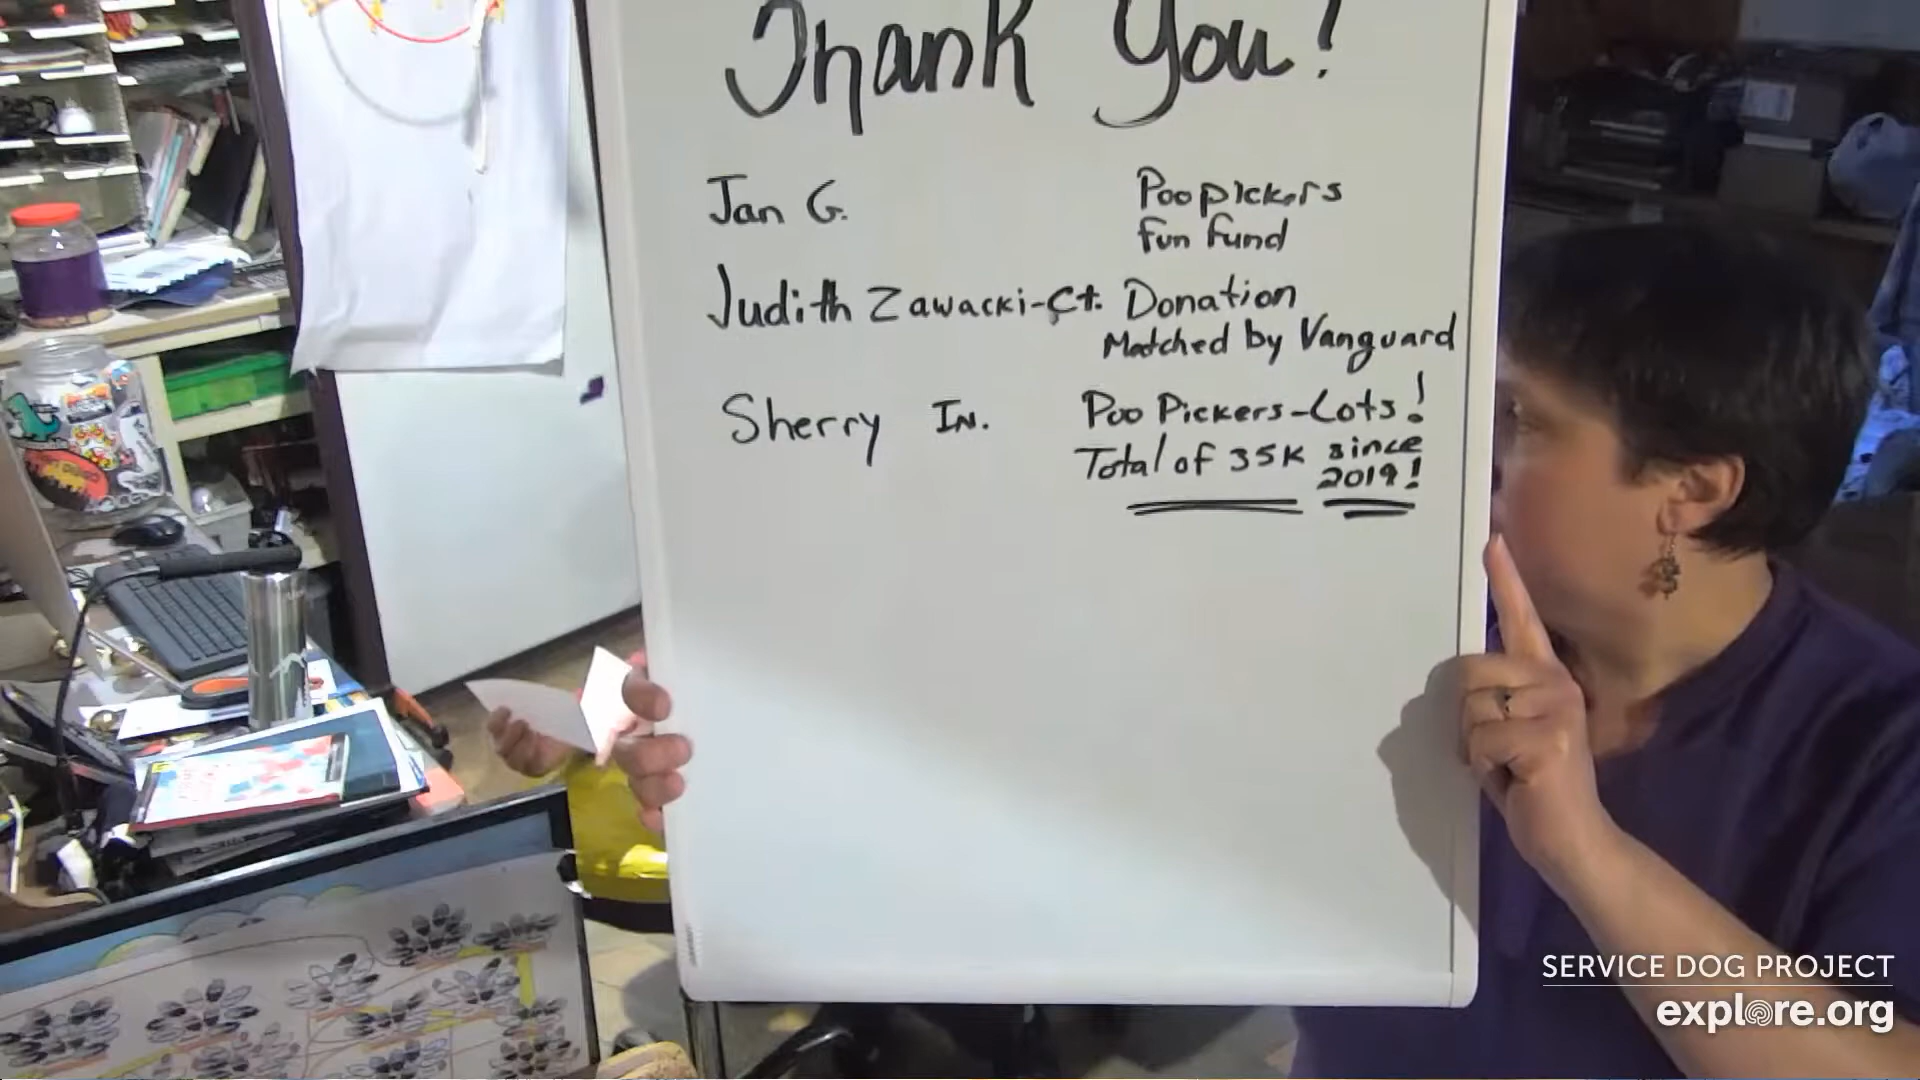 Thank You!
Jan G.
Poopickers
fun fund
Judith Zawacki-Ct. Donation
Matched by Vanguard
Sherry IN.
Poo Pickers-Lots!
Total of 35K since
2019!
SERVICE DOG PROJECT
explore.org